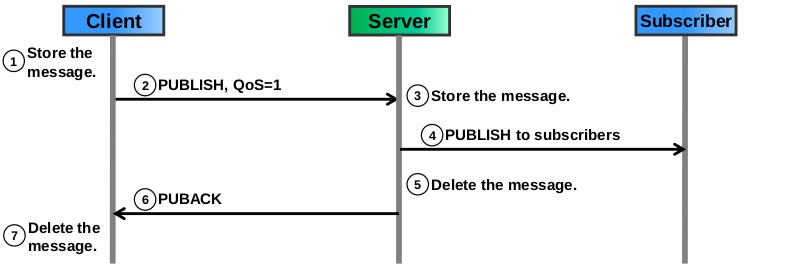 Client
Server
Subscriber
1 Store the
message.
2 PUBLISH, QoS=1
3 Store the message.
4 PUBLISH to subscribers
5 Delete the message.
6 PUBACK
7 Delete the
message.